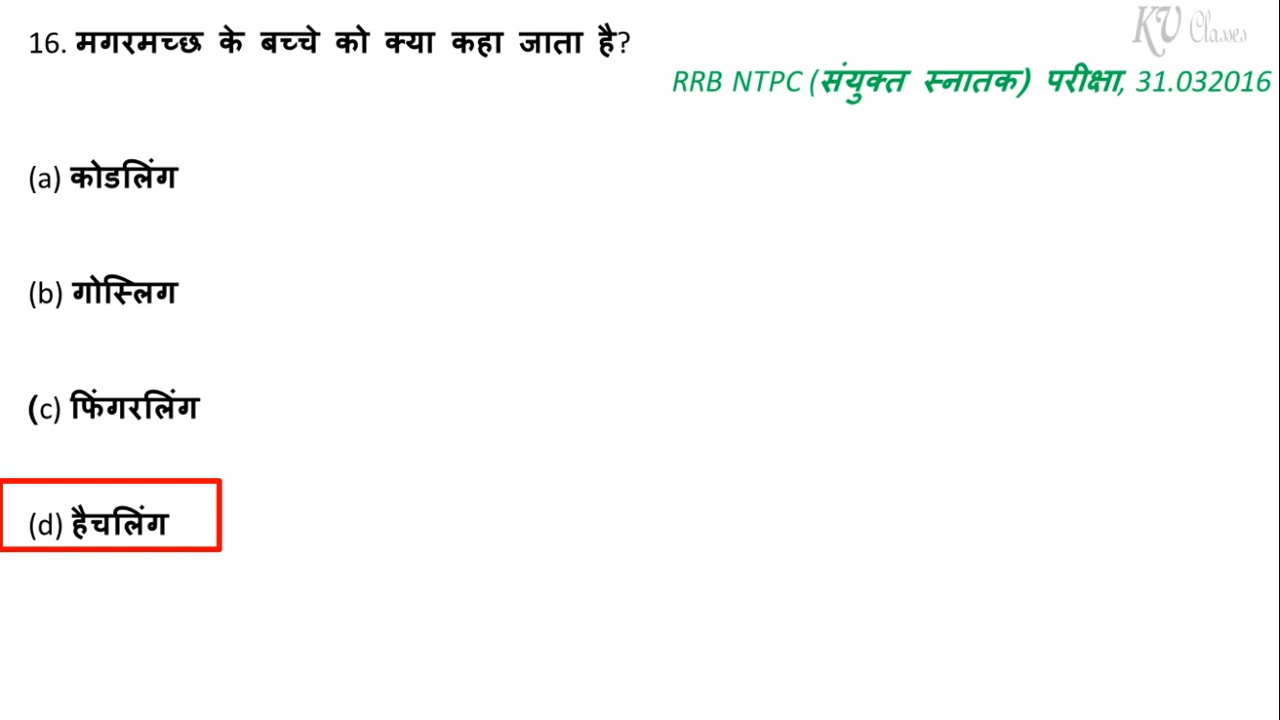 KV Classes
16. मगरमच्छ के बच्चे को क्या कहा जाता है?
RRB NTPC (संयुक्त स्नातक) परीक्षा, 31.032016
(a) कोडलिंग
(b) गोस्लिग
(c) फिंगरलिंग
(d) हैचलिंग